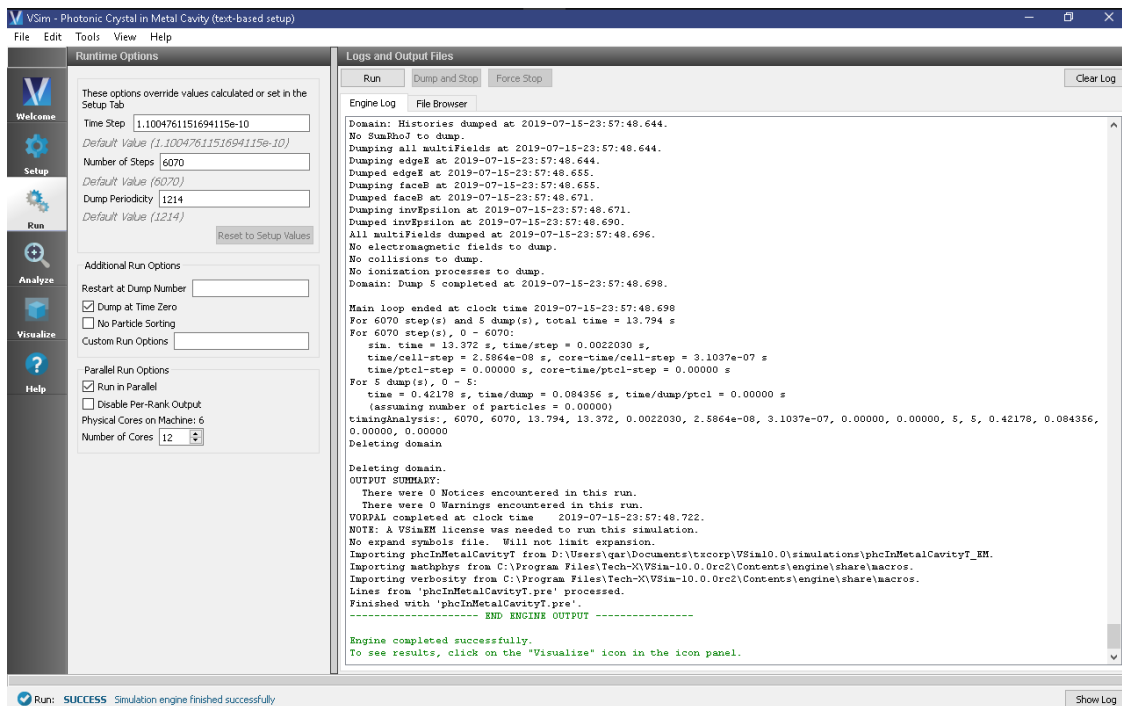 VSim - Photonic Crystal in Metal Cavity (text-based setup)
File Edit Tools View Help
Runtime Options
Welcome
Setup
Run
Analyze
Visualize
Help
These options override values calculated or set in the
Setup Tab
Time Step 1.1004761151694115e-10
Default Value (1.1004761151694115e-10)
Number of Steps 6070
Default Value (6070)
Dump Periodicity 1214
Default Value (1214)
Reset to Setup Values
Additional Run Options
Restart at Dump Number
Dump at Time Zero
No Particle Sorting
Custom Run Options
Parallel Run Options
Run in Parallel
Disable Per-Rank Output
Physical Cores on Machine: 6
Number of Cores 12
Logs and Output Files
Run Dump and Stop Force Stop Clear Log
Engine Log File Browser
Domain: Histories dumped at 2019-07-15-23:57:48.644.
No SumRhoJ to dump.
Dumping all multiFields at 2019-07-15-23:57:48.644.
Dumping edgeE at 2019-07-15-23:57:48.644.
Dumped edgeE at 2019-07-15-23:57:48.655.
Dumping faceB at 2019-07-15-23:57:48.655.
Dumped faceB at 2019-07-15-23:57:48.671.
Dumping invEpsilon at 2019-07-15-23:57:48.671.
Dumped invEpsilon at 2019-07-15-23:57:48.690.
All multiFields dumped at 2019-07-15-23:57:48.696.
No electromagnetic fields to dump.
No collisions to dump.
No ionization processes to dump.
Domain: Dump 5 completed at 2019-07-15-23:57:48.698.
Main loop ended at clock time 2019-07-15-23:57:48.698
For 6070 step(s) and 5 dump(s), total time = 13.794 s
For 6070 step(s), 0 - 6070:
sim. time = 13.372 s, time/step = 0.0022030 s,
time/cell-step = 2.5864e-08 s, core-time/cell-step = 3.1037e-07 s
time/ptcl-step = 0.00000 s, core-time/ptcl-step = 0.00000 s
For 5 dump(s), 0 - 5:
time = 0.42178 s, time/dump = 0.084356 s, time/dump/ptcl = 0.00000 s
(assuming number of particles = 0.00000)
timingAnalysis:, 6070, 6070, 13.794, 13.372, 0.0022030, 2.5864e-08, 3.1037e-07, 0.00000, 0.00000, 5, 5, 0.42178, 0.084356,
0.00000, 0.00000
Deleting domain
Deleting domain.
OUTPUT SUMMARY:
There were 0 Notices encountered in this run.
There were 0 Warnings encountered in this run.
VORPAL completed at clock time 2019-07-15-23:57:48.722.
NOTE: A VSimEM license was needed to run this simulation.
No expand symbols file. Will not limit expansion.
Importing phcInMetalCavityT from D:\Users\qar\Documents\txcorp\VSim10.0\simulations\phcInMetalCavityT_EM.
Importing mathphys from C:\Program Files\Tech-X\VSim-10.0.0rc2\Contents\engine\share\macros.
Importing verbosity from C:\Program Files\Tech-X\VSim-10.0.0rc2\Contents\engine\share\macros.
Lines from 'phcInMetalCavityT.pre' processed.
Finished with 'phcInMetalCavityT.pre'.
--------------------- END ENGINE OUTPUT ----------------
Engine completed successfully.
To see results, click on the "Visualize" icon in the icon panel.
Run: SUCCESS Simulation engine finished successfully
Show Log